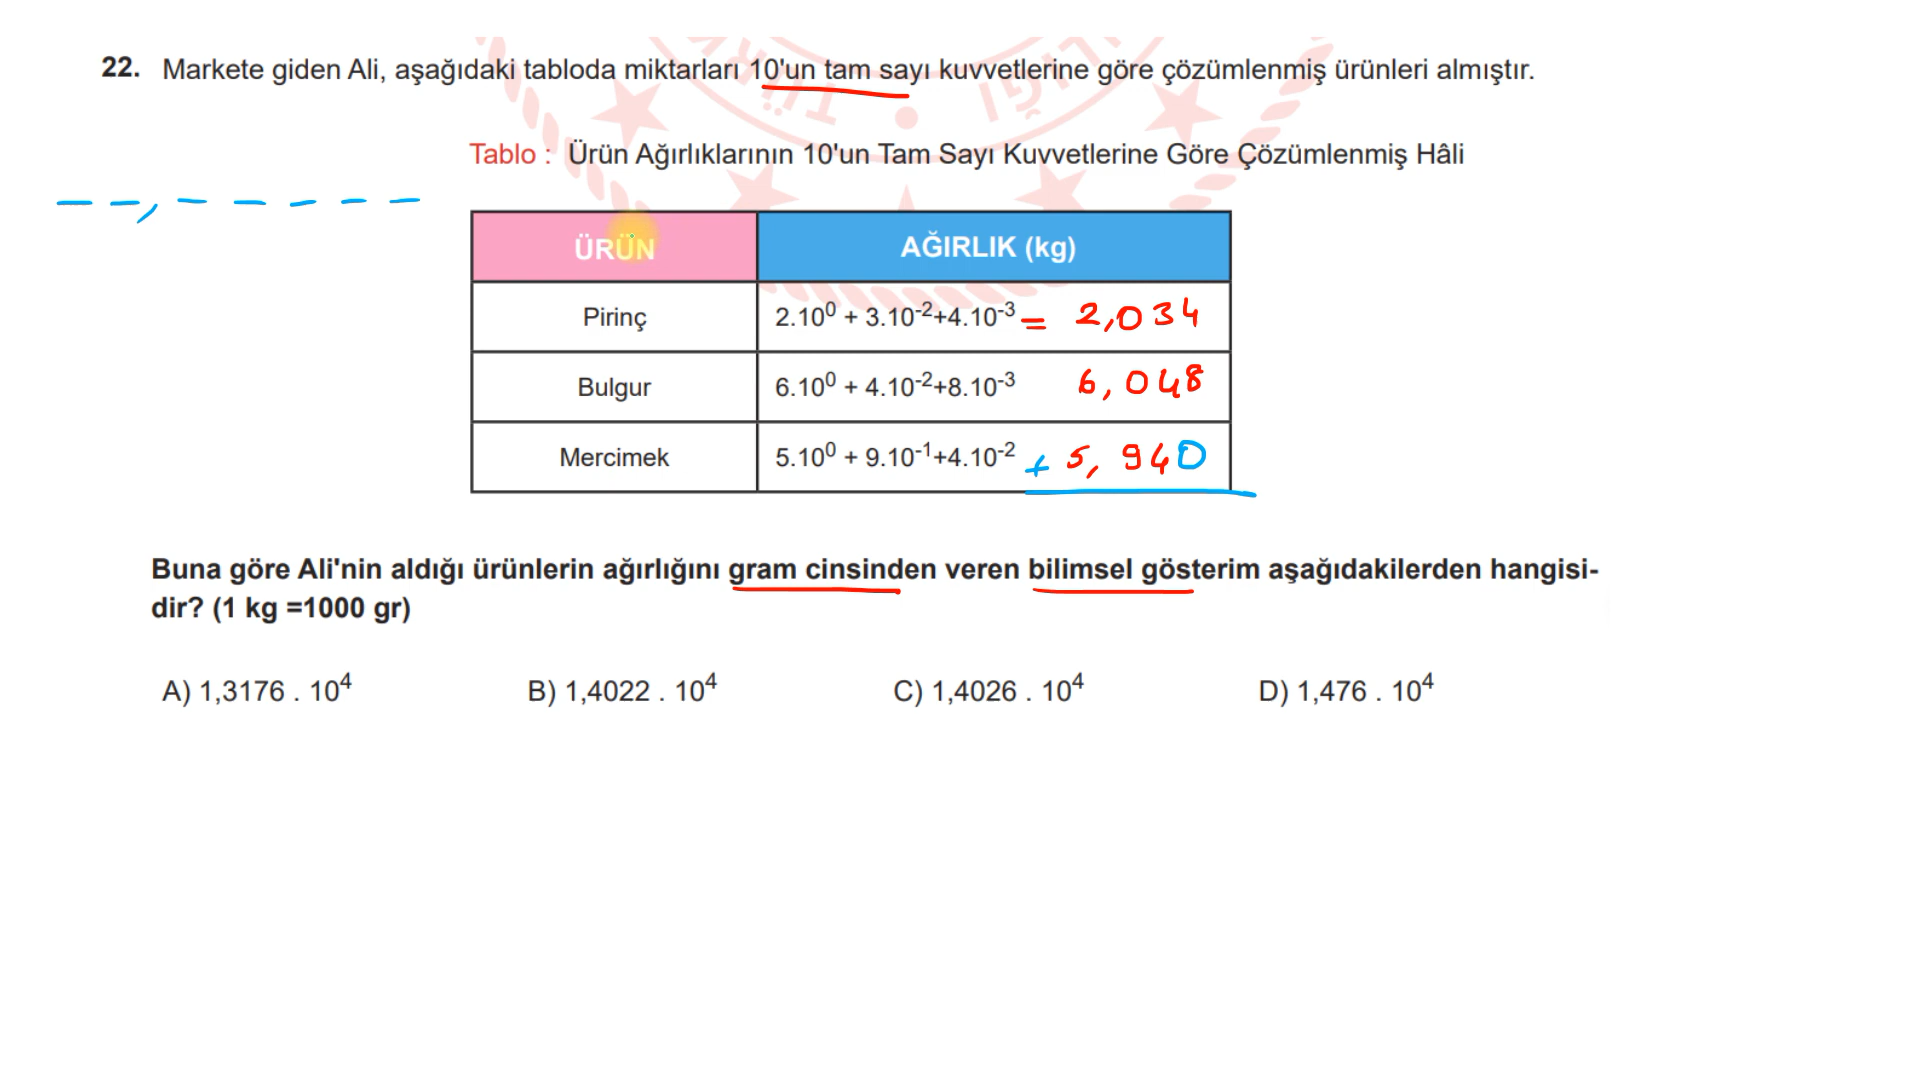 22. Markete giden Ali, aşağıdaki tabloda miktarları 10'un tam sayı kuvvetlerine göre çözümlenmiş ürünleri almıştır.
Tablo : Ürün Ağırlıklarının 10'un Tam Sayı Kuvvetlerine Göre Çözümlenmiş Hâli
ÜRÜN AĞIRLIK (kg)
Pirinç 2.10⁰ + 3.10⁻²+4.10⁻³ = 2,034
Bulgur 6.10⁰ + 4.10⁻²+8.10⁻³ 6,048
Mercimek 5.10⁰ + 9.10⁻¹+4.10⁻² + 5,940
Buna göre Ali'nin aldığı ürünlerin ağırlığını gram cinsinden veren bilimsel gösterim aşağıdakilerden hangisi-
dir? (1 kg =1000 gr)
A) 1,3176 . 10⁴ B) 1,4022 . 10⁴ C) 1,4026 . 10⁴ D) 1,476 . 10⁴